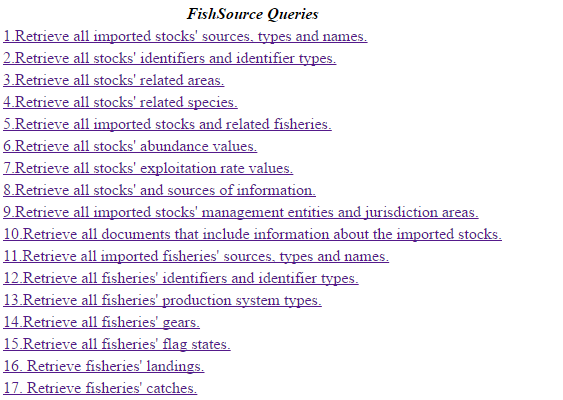 FishSource Queries
1.Retrieve all imported stocks' sources, types and names.
2.Retrieve all stocks' identifiers and identifier types.
3.Retrieve all stocks' related areas.
4.Retrieve all stocks' related species.
5.Retrieve all imported stocks and related fisheries.
6.Retrieve all stocks' abundance values.
7.Retrieve all stocks' exploitation rate values.
8.Retrieve all stocks' and sources of information.
9.Retrieve all imported stocks' management entities and jurisdiction areas.
10.Retrieve all documents that include information about the imported stocks.
11.Retrieve all imported fisheries' sources, types and names.
12.Retrieve all fisheries' identifiers and identifier types.
13.Retrieve all fisheries' production system types.
14.Retrieve all fisheries' gears.
15.Retrieve all fisheries' flag states.
16. Retrieve fisheries' landings.
17. Retrieve fisheries' catches.